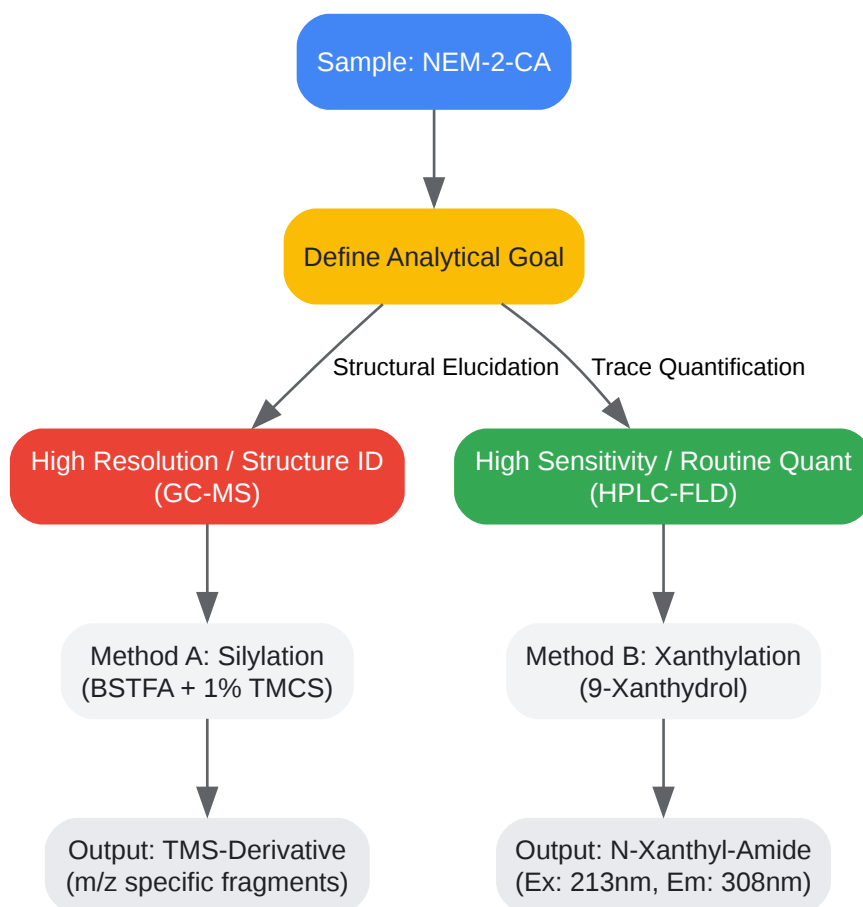 Sample: NEM-2-CA
Define Analytical Goal
Structural Elucidation
Trace Quantification
High Resolution / Structure ID
(GC-MS)
High Sensitivity / Routine Quant
(HPLC-FLD)
Method A: Silylation
(BSTFA + 1% TMCS)
Method B: Xanthylation
(9-Xanthydrol)
Output: TMS-Derivative
(m/z specific fragments)
Output: N-Xanthyl-Amide
(Ex: 213nm, Em: 308nm)